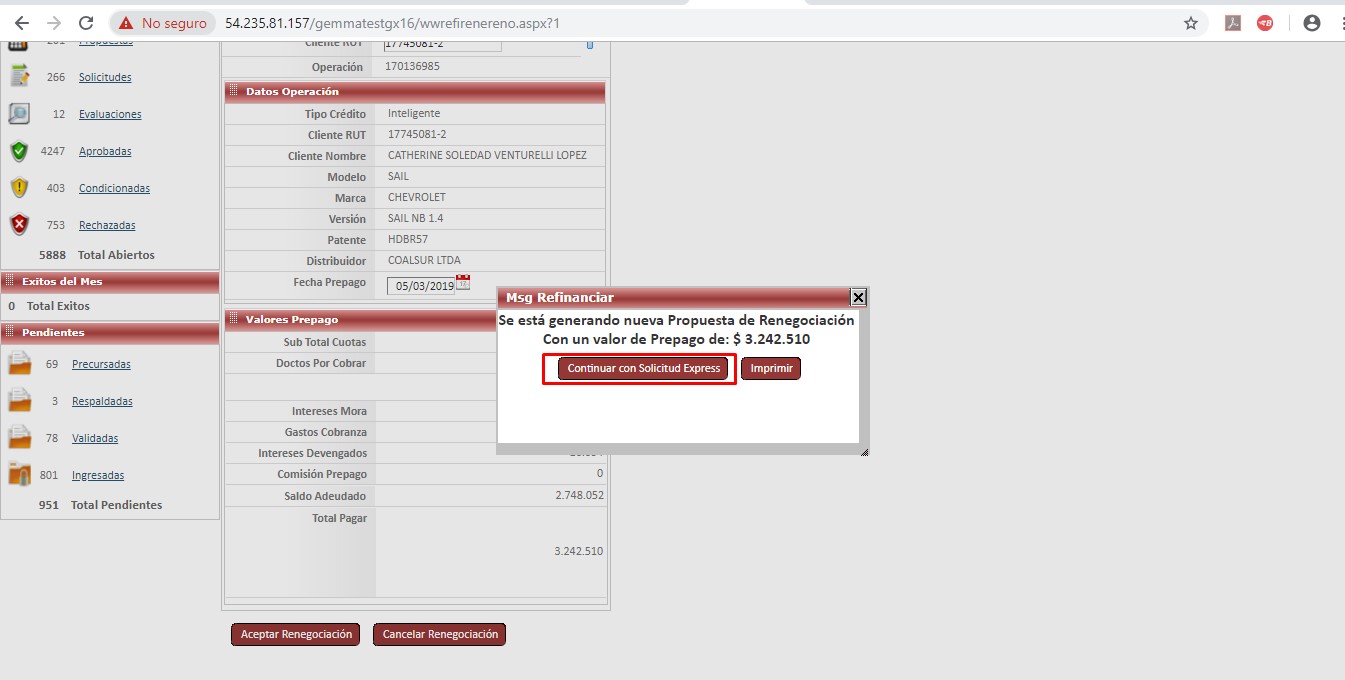 No seguro
54.235.81.157/gemmatestgx16/wwrefirenereno.aspx?1
Propuestas
266 Solicitudes
12 Evaluaciones
4247 Aprobadas
403 Condicionadas
753 Rechazadas
5888 Total Abiertos
Exitos del Mes
0 Total Exitos
Pendientes
69 Precursadas
3 Respaldadas
78 Validadas
801 Ingresadas
951 Total Pendientes
Cliente RUT 17745081-2
Operación 170136985
Datos Operación
Tipo Crédito Inteligente
Cliente RUT 17745081-2
Cliente Nombre CATHERINE SOLEDAD VENTURELLI LOPEZ
Modelo SAIL
Marca CHEVROLET
Versión SAIL NB 1.4
Patente HDBR57
Distribuidor COALSUR LTDA
Fecha Prepago 05/03/2019
Valores Prepago
Sub Total Cuotas
Doctos Por Cobrar
Intereses Mora
Gastos Cobranza
Intereses Devengados
Comisión Prepago 0
Saldo Adeudado 2.748.052
Total Pagar
3.242.510
Aceptar Renegociación Cancelar Renegociación
Msg Refinanciar
Se está generando nueva Propuesta de Renegociación
Con un valor de Prepago de: $ 3.242.510
Continuar con Solicitud Express Imprimir